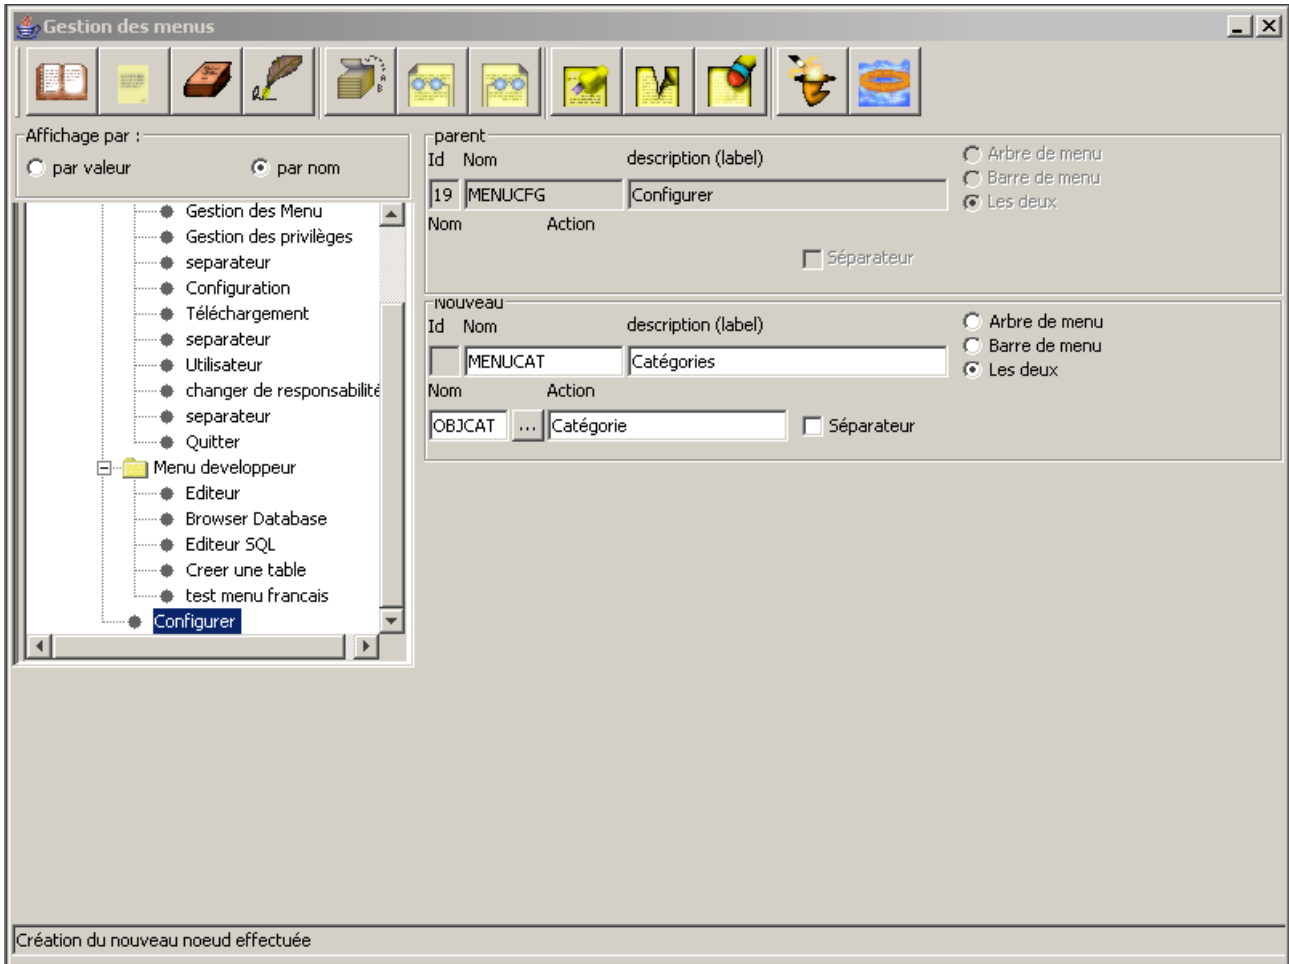 Gestion des menus
Affichage par :
par valeur par nom
Gestion des Menu
Gestion des privilèges
separateur
Configuration
Téléchargement
separateur
Utilisateur
changer de responsabilité
separateur
Quitter
Menu developpeur
Editeur
Browser Database
Editeur SQL
Creer une table
test menu francais
Configurer
parent
Id Nom description (label) Arbre de menu
Barre de menu
19 MENUCFG Configurer Les deux
Nom Action
Séparateur
Nouveau
Id Nom description (label) Arbre de menu
Barre de menu
MENUCAT Catégories Les deux
Nom Action
OBJCAT ... Catégorie Séparateur
Création du nouveau noeud effectuée